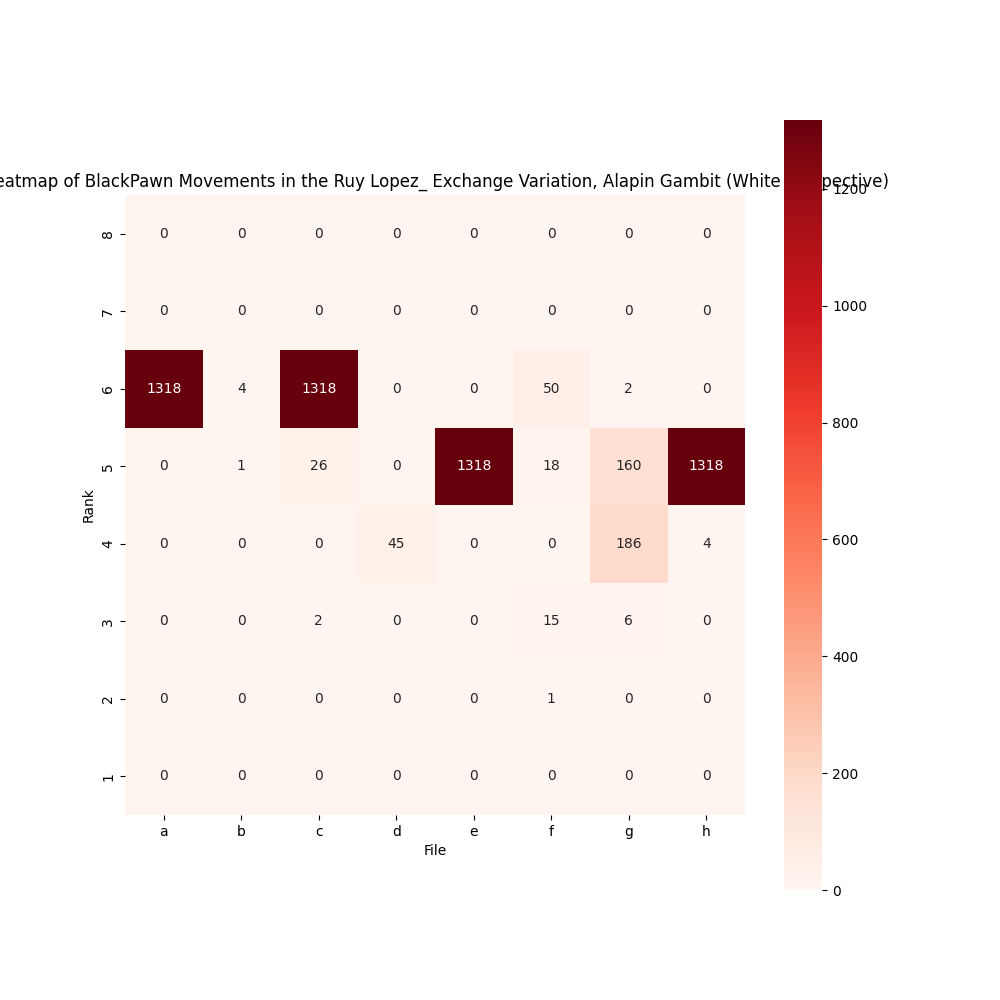 eatmap of BlackPawn Movements in the Ruy Lopez_ Exchange Variation, Alapin Gambit (White pective)
1200
8 0 0 0 0 0 0 0 0
7 0 0 0 0 0 0 0 0
1000
6 1318 4 1318 0 0 50 2 0
800
5 0 1 26 0 1318 18 160 1318
Rank
4 0 0 0 45 0 0 186 4
600
3 0 0 2 0 0 15 6 0
400
2 0 0 0 0 0 1 0 0
200
1 0 0 0 0 0 0 0 0
a b c d e f g h
File
0